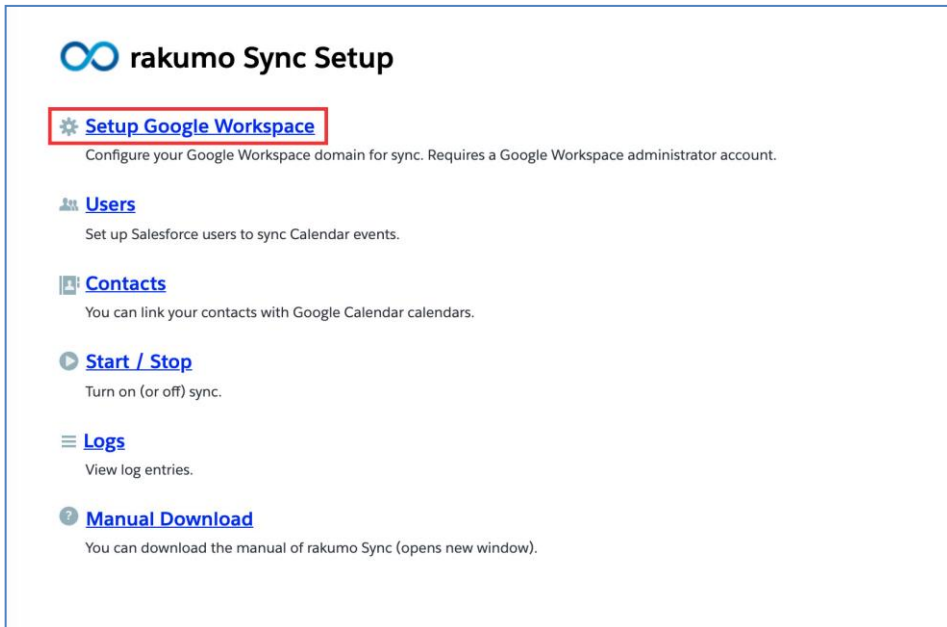 rakumo Sync Setup
Setup Google Workspace
Configure your Google Workspace domain for sync. Requires a Google Workspace administrator account.
Users
Set up Salesforce users to sync Calendar events.
Contacts
You can link your contacts with Google Calendar calendars.
Start / Stop
Turn on (or off) sync.
Logs
View log entries.
Manual Download
You can download the manual of rakumo Sync (opens new window).